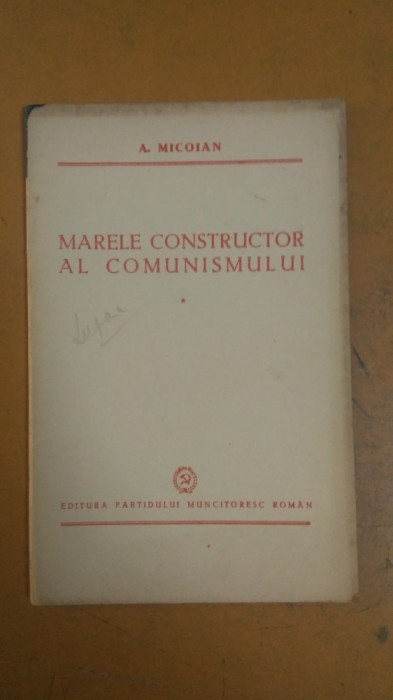 A. MICOIAN
MARELE CONSTRUCTOR
AL COMUNISMULUI
EDITURA PARTIDULUI MUNCITORESC ROMÂN